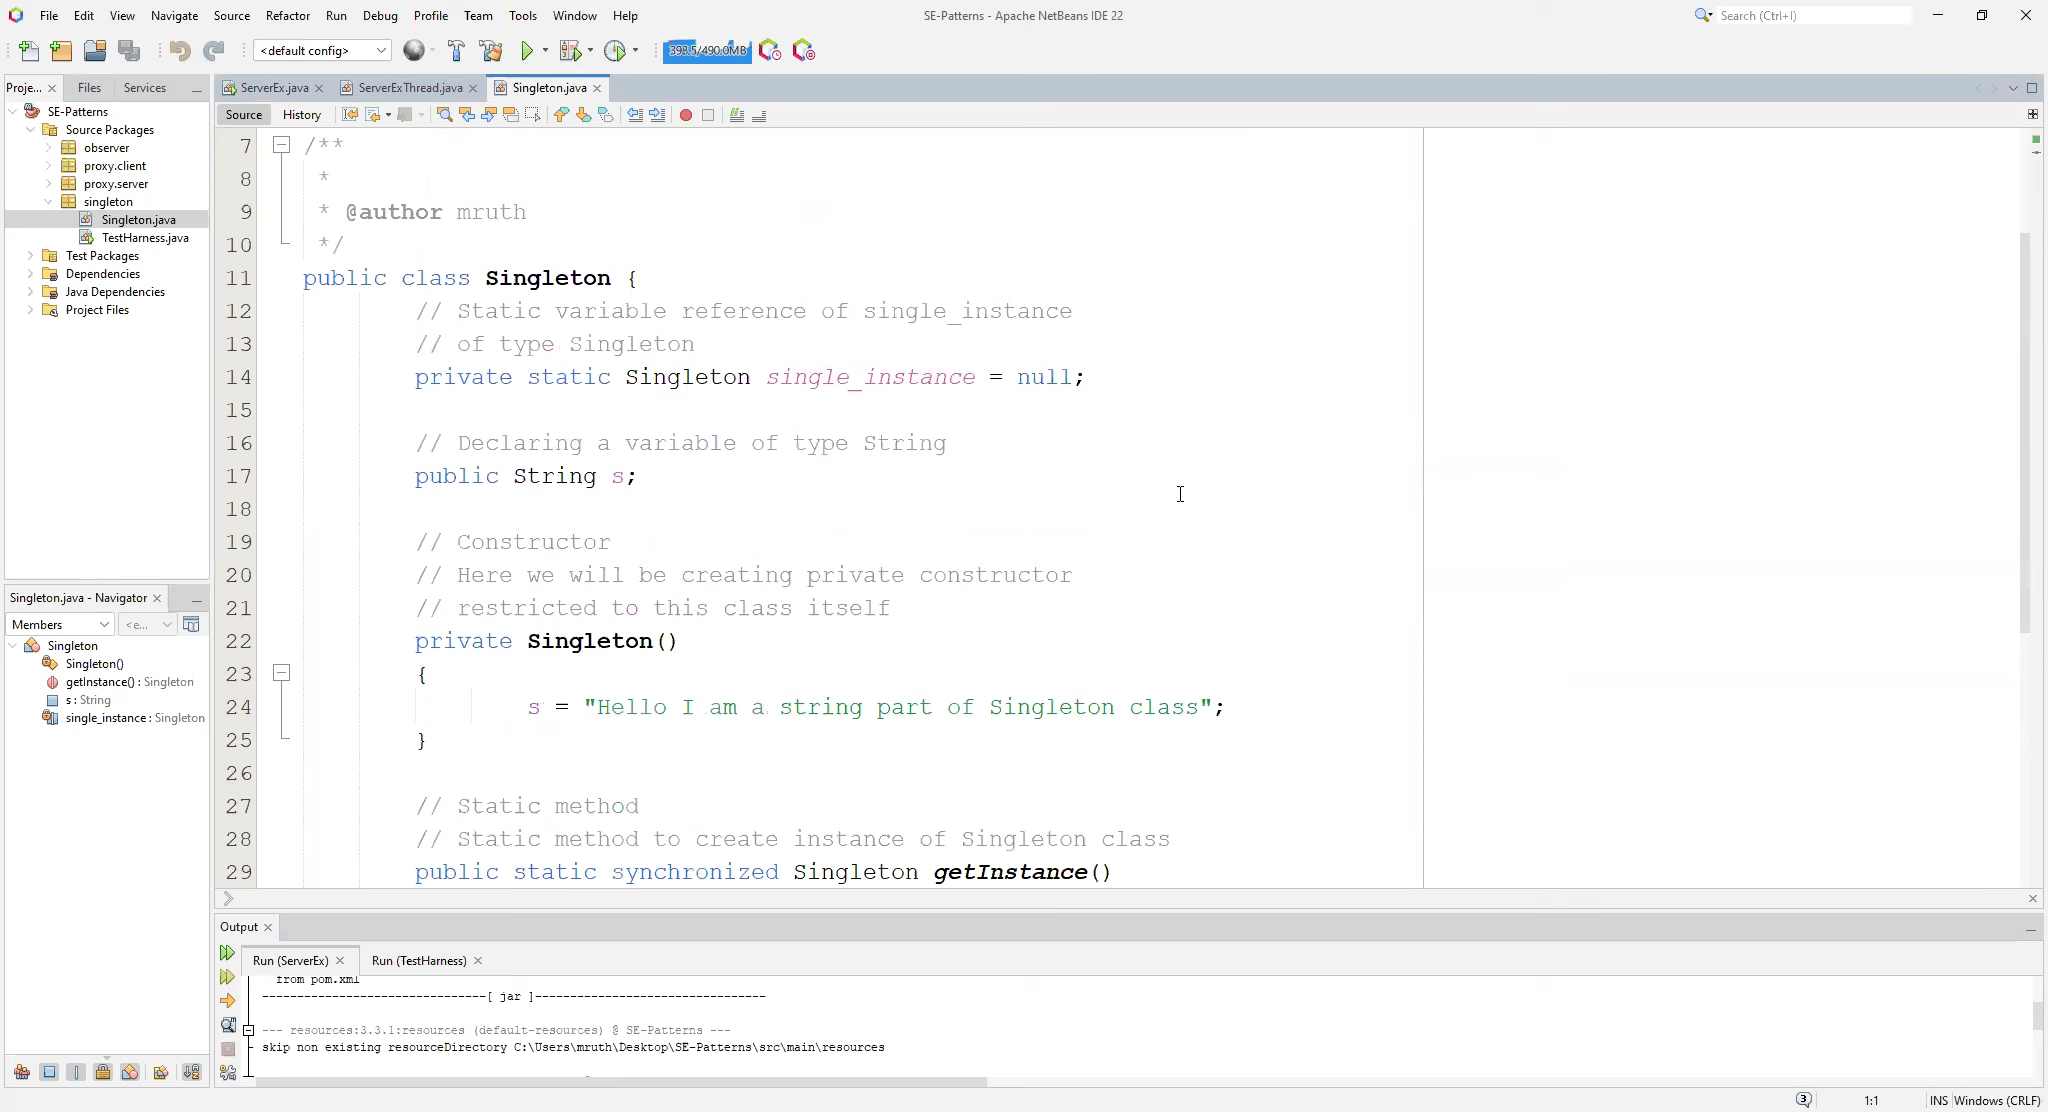 File Edit View Navigate Source Refactor Run Debug Profile Team Tools Window Help
SE-Patterns - Apache NetBeans IDE 22
Search (Ctrl+I)
<default config>
393.5/490.0MB
Proje...
Files
Services
SE-Patterns
Source Packages
observer
proxy.client
proxy.server
singleton
Singleton.java
TestHarness.java
Test Packages
Dependencies
Java Dependencies
Project Files
Singleton.java - Navigator
Members
<e...
Singleton
Singleton()
getInstance() : Singleton
s : String
single_instance : Singleton
ServerEx.java
ServerExThread.java
Singleton.java
Source
History
7 /**
8 *
9 * @author mruth
10 */
11 public class Singleton {
12 // Static variable reference of single_instance
13 // of type Singleton
14 private static Singleton single_instance = null;
15
16 // Declaring a variable of type String
17 public String s;
18
19 // Constructor
20 // Here we will be creating private constructor
21 // restricted to this class itself
22 private Singleton()
23 {
24 s = "Hello I am a string part of Singleton class";
25 }
26
27 // Static method
28 // Static method to create instance of Singleton class
29 public static synchronized Singleton getInstance()
Output
Run (ServerEx)
Run (TestHarness)
from pom.xml
--------------------------------[ jar ]---------------------------------
--- resources:3.3.1:resources (default-resources) @ SE-Patterns ---
skip non existing resourceDirectory C:\Users\mruth\Desktop\SE-Patterns\src\main\resources
3
1:1
INS
Windows (CRLF)